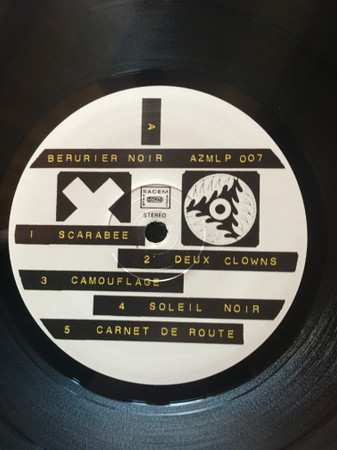 A
BERURIER NOIR AZMLP 007
SACEM
STEREO
1 SCARABEE
2 DEUX CLOWNS
3 CAMOUFLAGE
4 SOLEIL NOIR
5 CARNET DE ROUTE